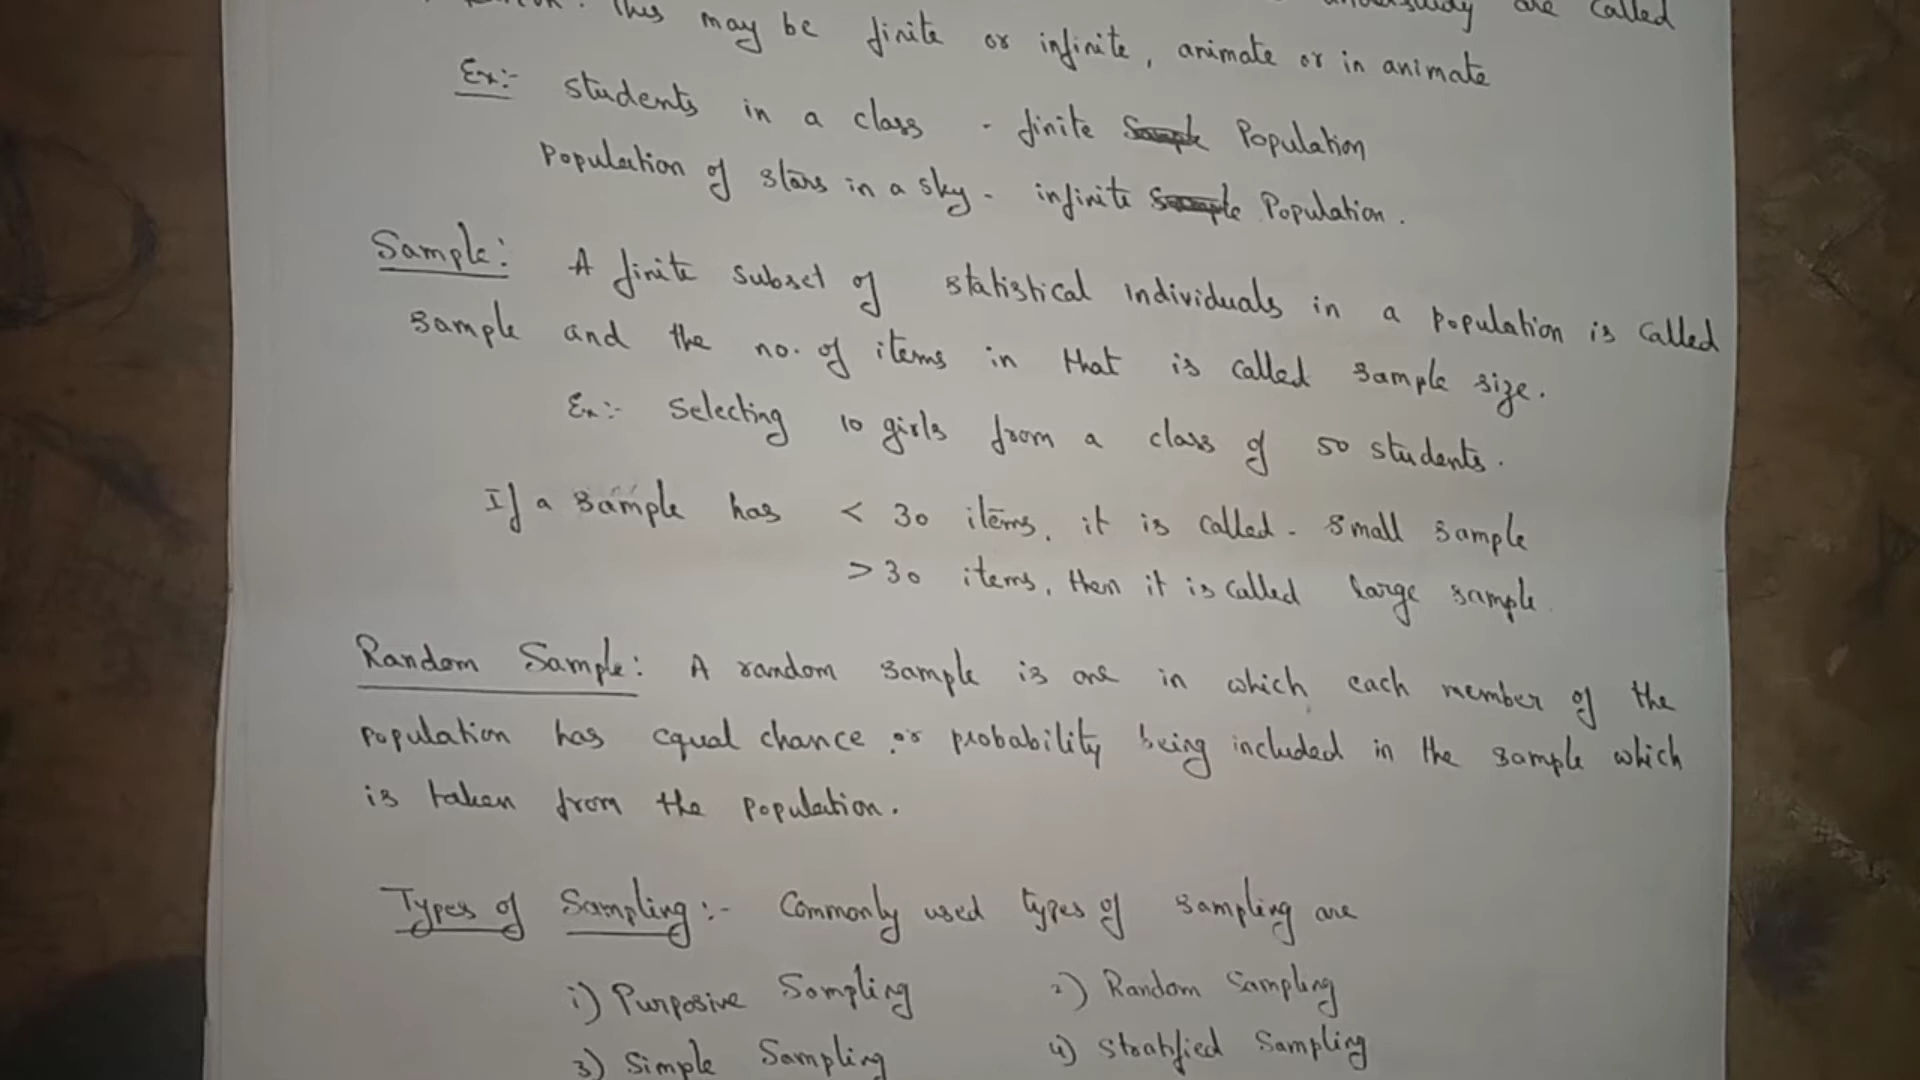 This may be finite or infinite, animate or in animate
are called
Ex:- students in a class - finite Sample Population
Population of stars in a sky - infinite Sample Population.
Sample: A finite subset of statistical individuals in a population is called
sample and the no. of items in that is called sample size.
Ex:- Selecting 10 girls from a class of 50 students.
If a sample has < 30 items, it is called - small sample
> 30 items, then it is called large sample.
Random Sample: A random sample is one in which each member of the
population has equal chance or probability being included in the sample which
is taken from the population.
Types of Sampling:- Commonly used types of sampling are
1) Purposive Sampling 2) Random Sampling
3) Simple Sampling 4) Stratified Sampling